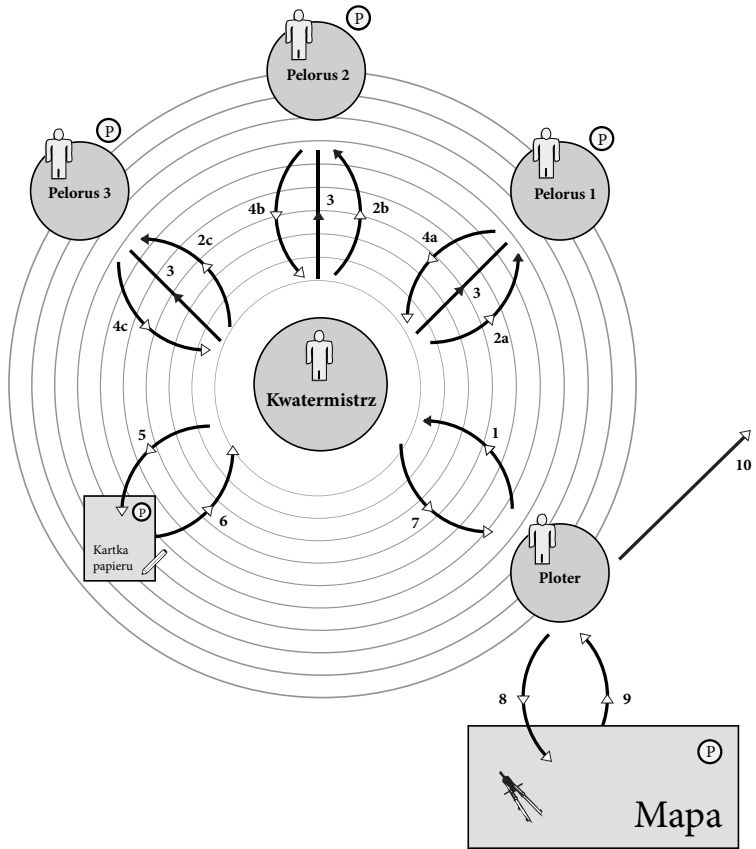 P
Pelorus 2
P
Pelorus 3
P
Pelorus 1
4b
3
2b
2c
3
4c
4a
3
2a
Kwatermistrz
5
6
1
7
10
P
Kartka
papieru
Ploter
8
9
P
Mapa